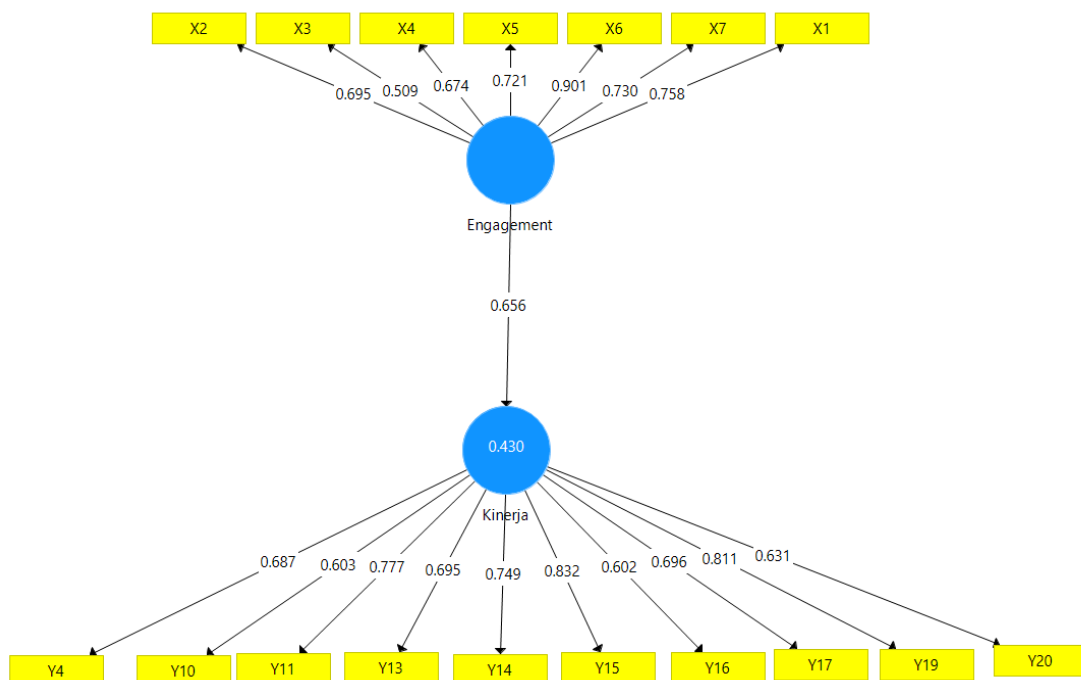 X2 X3 X4 X5 X6 X7 X1
0.695 0.509 0.674 0.721 0.901 0.730 0.758
Engagement
0.656
0.430
Kinerja
0.687 0.603 0.777 0.695 0.749 0.832 0.602 0.696 0.811 0.631
Y4 Y10 Y11 Y13 Y14 Y15 Y16 Y17 Y19 Y20